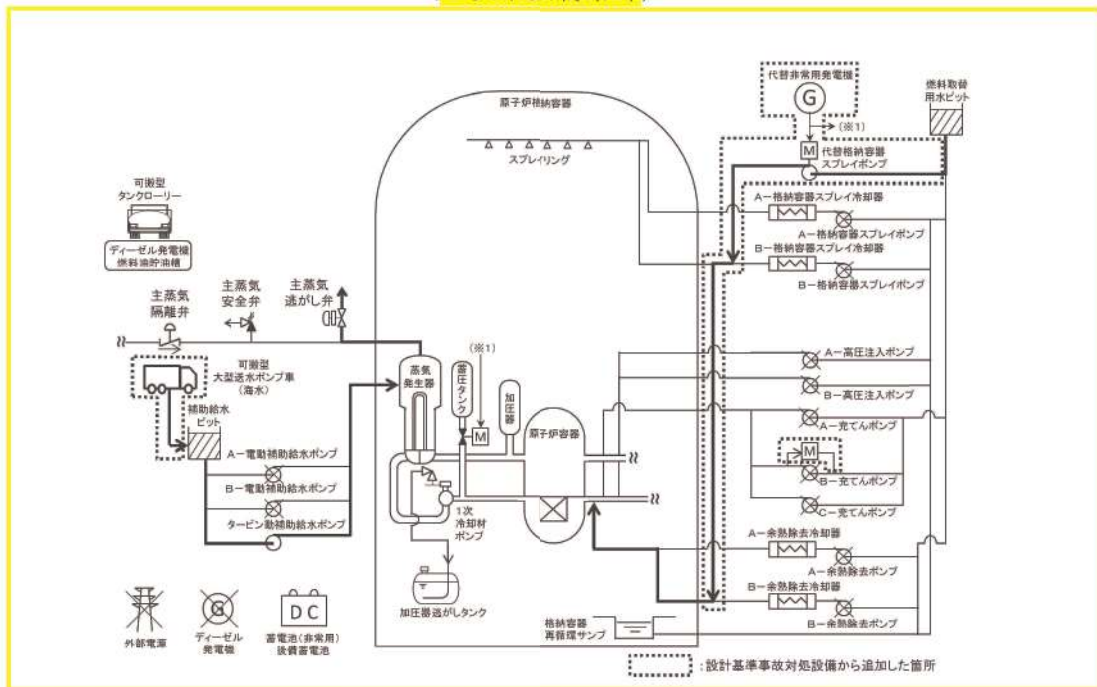 代替非常用発電機
G
(※1)
燃料取替
用水ピット
M
代替格納容器
スプレイポンプ
原子炉格納容器
スプレイリング
A-格納容器スプレイ冷却器
A-格納容器スプレイポンプ
B-格納容器スプレイ冷却器
B-格納容器スプレイポンプ
可搬型
タンクローリー
ディーゼル発電機
燃料油貯油槽
主蒸気
隔離弁
主蒸気
安全弁
主蒸気
逃がし弁
可搬型
大型送水ポンプ車
(海水)
補助給水
ピット
A-電動補助給水ポンプ
B-電動補助給水ポンプ
タービン動補助給水ポンプ
蒸気
発生器
蓄圧タンク
(※1)
M
加圧器
原子炉容器
1次
冷却材
ポンプ
加圧器逃がしタンク
A-高圧注入ポンプ
B-高圧注入ポンプ
A-充てんポンプ
M
B-充てんポンプ
C-充てんポンプ
A-余熱除去冷却器
A-余熱除去ポンプ
B-余熱除去冷却器
B-余熱除去ポンプ
格納容器
再循環サンプ
外部電源
G
ディーゼル
発電機
DC
蓄電池(非常用)
後備蓄電池
:設計基準事故対処設備から追加した箇所